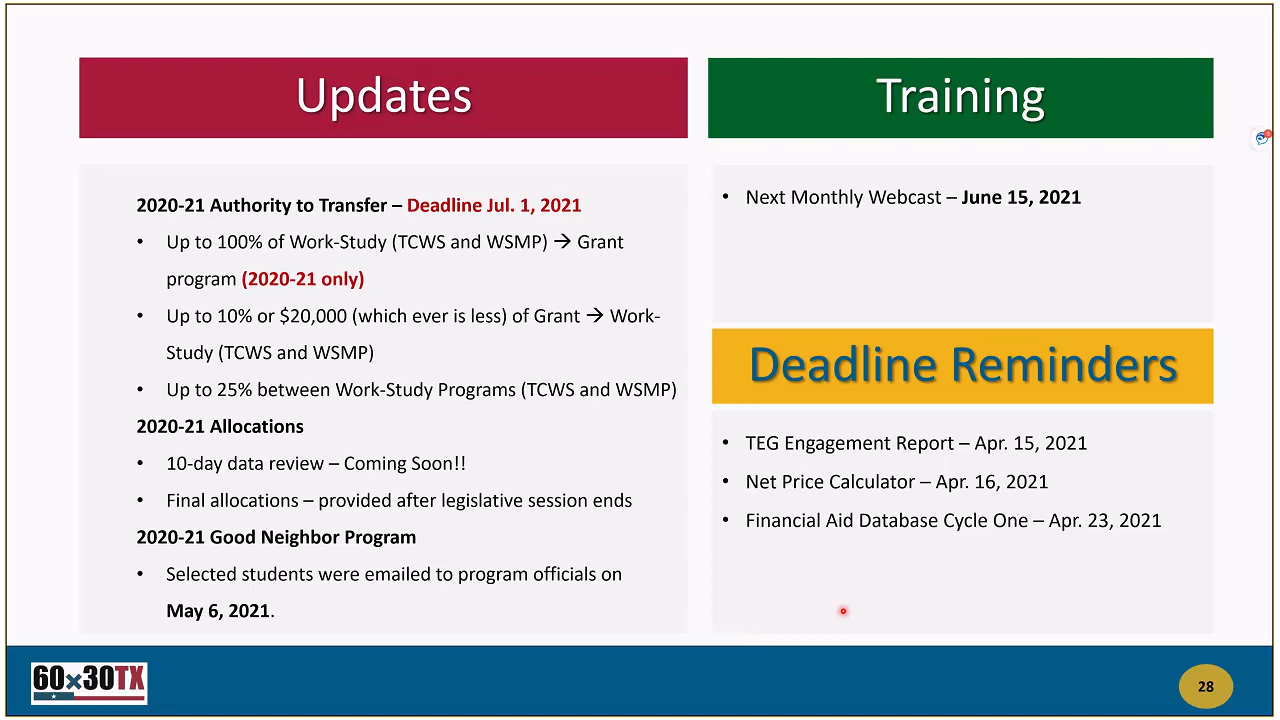 Updates
2020-21 Authority to Transfer – Deadline Jul. 1, 2021
• Up to 100% of Work-Study (TCWS and WSMP) → Grant
program (2020-21 only)
• Up to 10% or $20,000 (which ever is less) of Grant → Work-
Study (TCWS and WSMP)
• Up to 25% between Work-Study Programs (TCWS and WSMP)
2020-21 Allocations
• 10-day data review – Coming Soon!!
• Final allocations – provided after legislative session ends
2020-21 Good Neighbor Program
• Selected students were emailed to program officials on
May 6, 2021.
Training
• Next Monthly Webcast – June 15, 2021
Deadline Reminders
• TEG Engagement Report – Apr. 15, 2021
• Net Price Calculator – Apr. 16, 2021
• Financial Aid Database Cycle One – Apr. 23, 2021
60x30TX
28